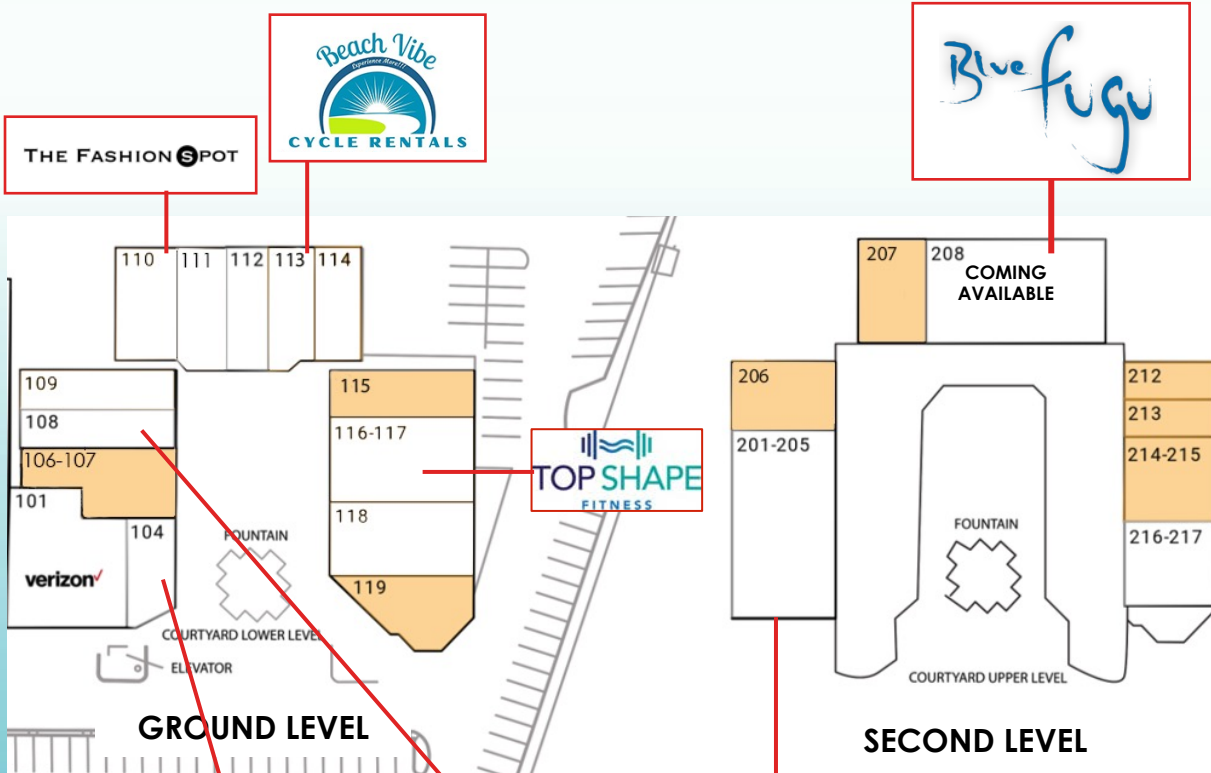 Beach Vibe
Experience More!!!
CYCLE RENTALS
Blue fugu
THE FASHION SPOT
110
111
112
113
114
207
208
COMING
AVAILABLE
109
108
106-107
101
104
verizon
115
116-117
118
119
TOP SHAPE
FITNESS
FOUNTAIN
COURTYARD LOWER LEVEL
ELEVATOR
GROUND LEVEL
206
201-205
212
213
214-215
216-217
FOUNTAIN
COURTYARD UPPER LEVEL
SECOND LEVEL